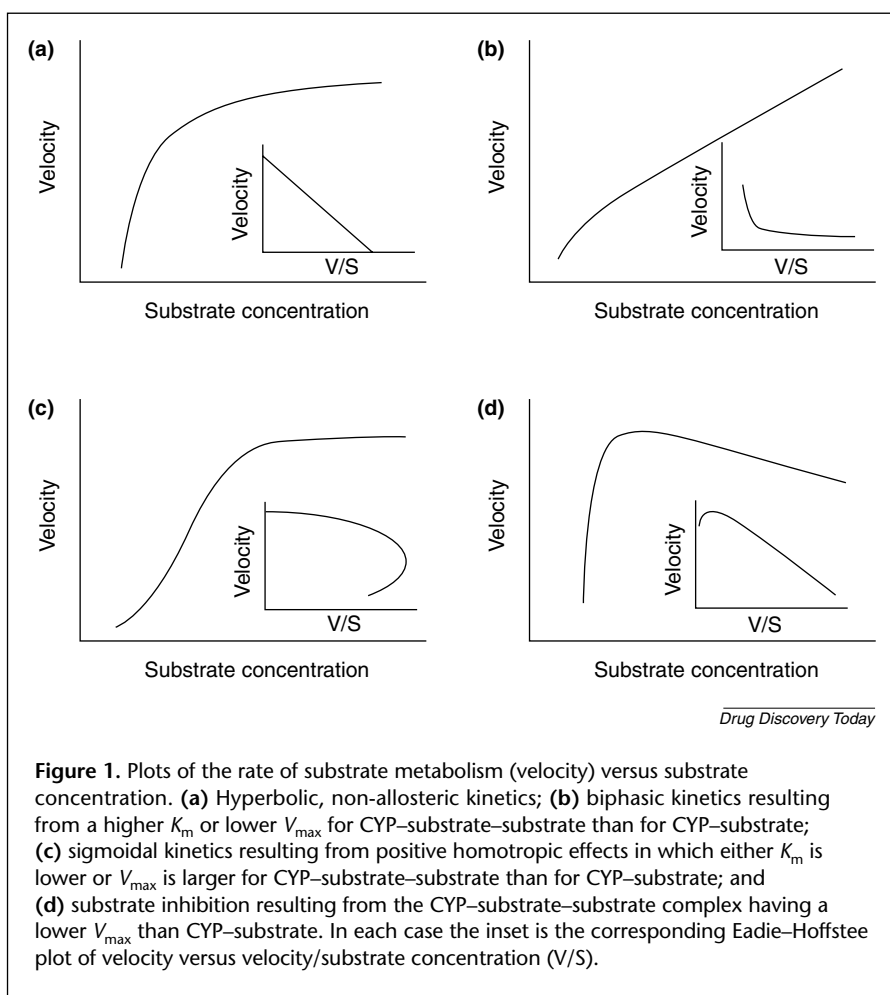 (a)
Velocity
Velocity
V/S
Substrate concentration
(b)
Velocity
Velocity
V/S
Substrate concentration
(c)
Velocity
Velocity
V/S
Substrate concentration
(d)
Velocity
Velocity
V/S
Substrate concentration
Drug Discovery Today
Figure 1. Plots of the rate of substrate metabolism (velocity) versus substrate
concentration. (a) Hyperbolic, non-allosteric kinetics; (b) biphasic kinetics resulting
from a higher Km or lower Vmax for CYP–substrate–substrate than for CYP–substrate;
(c) sigmoidal kinetics resulting from positive homotropic effects in which either Km is
lower or Vmax is larger for CYP–substrate–substrate than for CYP–substrate; and
(d) substrate inhibition resulting from the CYP–substrate–substrate complex having a
lower Vmax than CYP–substrate. In each case the inset is the corresponding Eadie–Hoffstee
plot of velocity versus velocity/substrate concentration (V/S).